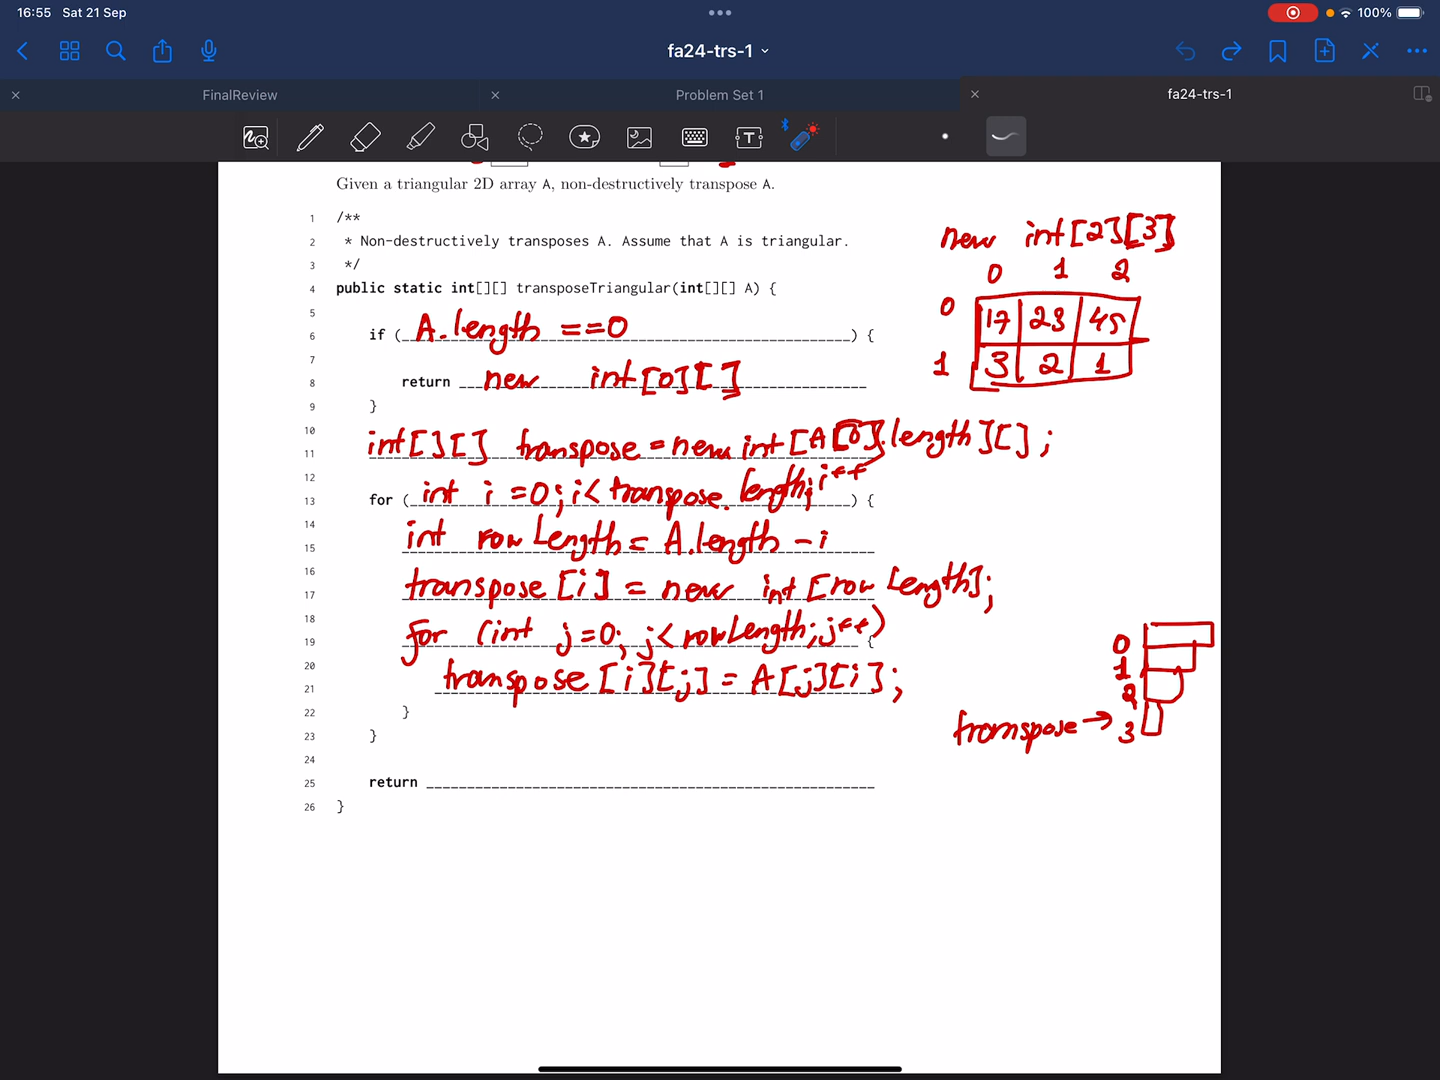 16:55 Sat 21 Sep
100%
fa24-trs-1
FinalReview
Problem Set 1
fa24-trs-1
Given a triangular 2D array A, non-destructively transpose A.
1 /**
2 * Non-destructively transposes A. Assume that A is triangular.
3 */
4 public static int[][] transposeTriangular(int[][] A) {
5
6 if ( A.length ==0 ) {
7
8 return new int[0][]
9 }
10
11 int[][] transpose = new int [A[0].length][];
12
13 for ( int i =0; i< transpose. length; i++ ) {
14
15 int rowLength = A.length - i
16
17 transpose [i] = new int [rowLength];
18
19 for (int j=0; j< rowLength; j++) {
20
21 transpose [i][j] = A[j][i];
22 }
23 }
24
25 return
26 }
new int[2][3]
0 1 2
0 17 23 45
1 3 2 1
0
1
2
transpose → 3